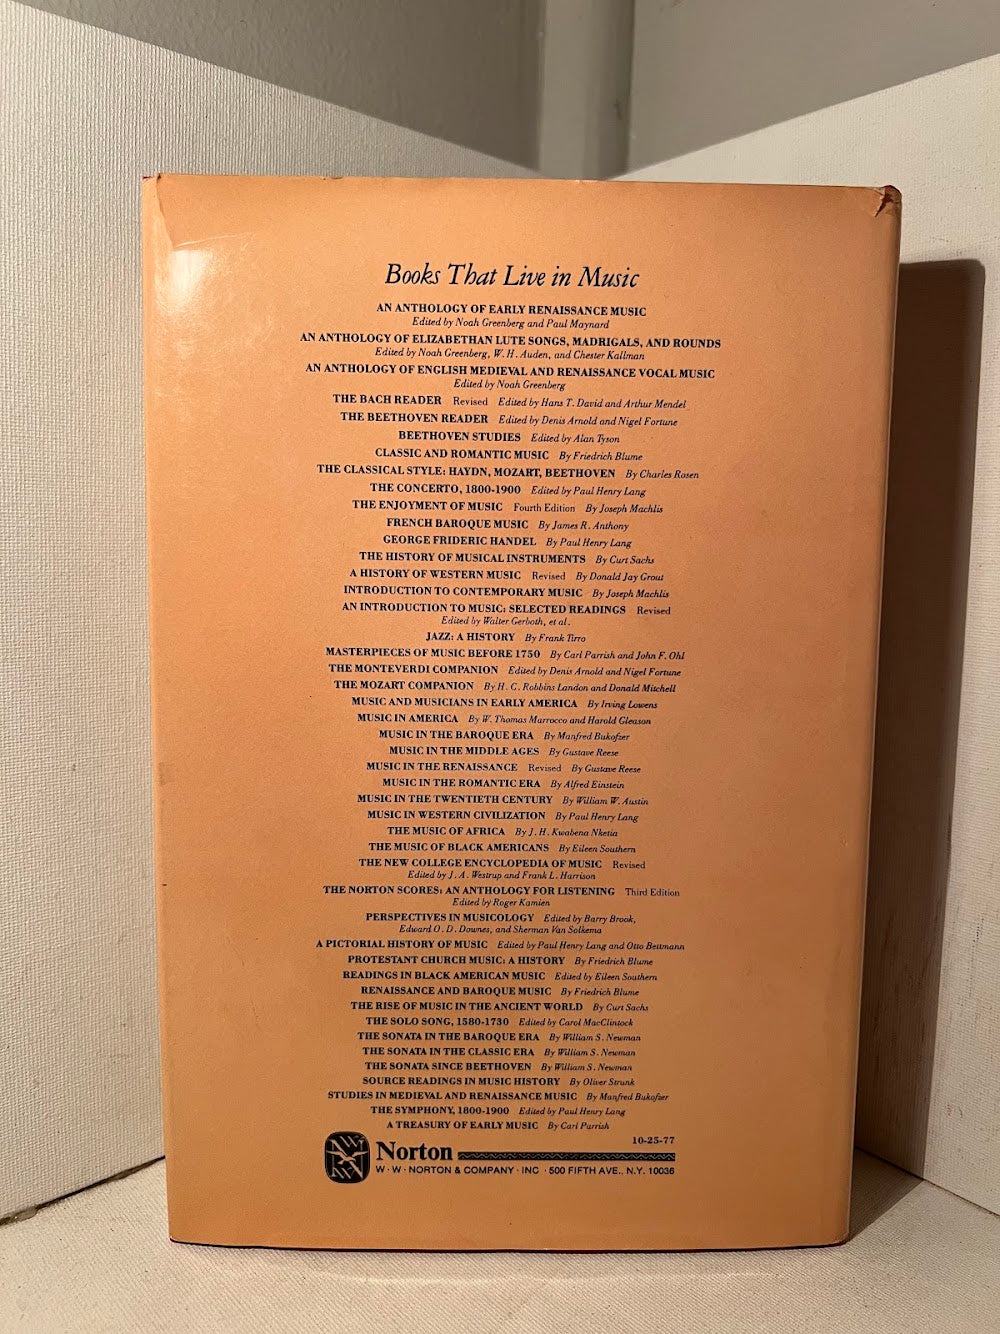 Books That Live in Music
AN ANTHOLOGY OF EARLY RENAISSANCE MUSIC
Edited by Noah Greenberg and Paul Maynard
AN ANTHOLOGY OF ELIZABETHAN LUTE SONGS, MADRIGALS, AND ROUNDS
Edited by Noah Greenberg, W. H. Auden, and Chester Kallman
AN ANTHOLOGY OF ENGLISH MEDIEVAL AND RENAISSANCE VOCAL MUSIC
Edited by Noah Greenberg
THE BACH READER Revised Edited by Hans T. David and Arthur Mendel
THE BEETHOVEN READER Edited by Denis Arnold and Nigel Fortune
BEETHOVEN STUDIES Edited by Alan Tyson
CLASSIC AND ROMANTIC MUSIC By Friedrich Blume
THE CLASSICAL STYLE: HAYDN, MOZART, BEETHOVEN By Charles Rosen
THE CONCERTO, 1800-1900 Edited by Paul Henry Lang
THE ENJOYMENT OF MUSIC Fourth Edition By Joseph Machlis
FRENCH BAROQUE MUSIC By James R. Anthony
GEORGE FRIDERIC HANDEL By Paul Henry Lang
THE HISTORY OF MUSICAL INSTRUMENTS By Curt Sachs
A HISTORY OF WESTERN MUSIC Revised By Donald Jay Grout
INTRODUCTION TO CONTEMPORARY MUSIC By Joseph Machlis
AN INTRODUCTION TO MUSIC: SELECTED READINGS Revised
Edited by Walter Gerboth, et al.
JAZZ: A HISTORY By Frank Tirro
MASTERPIECES OF MUSIC BEFORE 1750 By Carl Parrish and John F. Ohl
THE MONTEVERDI COMPANION Edited by Denis Arnold and Nigel Fortune
THE MOZART COMPANION By H. C. Robbins Landon and Donald Mitchell
MUSIC AND MUSICIANS IN EARLY AMERICA By Irving Lowens
MUSIC IN AMERICA By W. Thomas Marrocco and Harold Gleason
MUSIC IN THE BAROQUE ERA By Manfred Bukofzer
MUSIC IN THE MIDDLE AGES By Gustave Reese
MUSIC IN THE RENAISSANCE Revised By Gustave Reese
MUSIC IN THE ROMANTIC ERA By Alfred Einstein
MUSIC IN THE TWENTIETH CENTURY By William W. Austin
MUSIC IN WESTERN CIVILIZATION By Paul Henry Lang
THE MUSIC OF AFRICA By J. H. Kwabena Nketia
THE MUSIC OF BLACK AMERICANS By Eileen Southern
THE NEW COLLEGE ENCYCLOPEDIA OF MUSIC Revised
Edited by J. A. Westrup and Frank L. Harrison
THE NORTON SCORES: AN ANTHOLOGY FOR LISTENING Third Edition
Edited by Roger Kamien
PERSPECTIVES IN MUSICOLOGY Edited by Barry Brook,
Edward O. D. Downes, and Sherman Van Solkema
A PICTORIAL HISTORY OF MUSIC Edited by Paul Henry Lang and Otto Bettmann
PROTESTANT CHURCH MUSIC: A HISTORY By Friedrich Blume
READINGS IN BLACK AMERICAN MUSIC Edited by Eileen Southern
RENAISSANCE AND BAROQUE MUSIC By Friedrich Blume
THE RISE OF MUSIC IN THE ANCIENT WORLD By Curt Sachs
THE SOLO SONG, 1580-1730 Edited by Carol MacClintock
THE SONATA IN THE BAROQUE ERA By William S. Newman
THE SONATA IN THE CLASSIC ERA By William S. Newman
THE SONATA SINCE BEETHOVEN By William S. Newman
SOURCE READINGS IN MUSIC HISTORY By Oliver Strunk
STUDIES IN MEDIEVAL AND RENAISSANCE MUSIC By Manfred Bukofzer
THE SYMPHONY, 1800-1900 Edited by Paul Henry Lang
A TREASURY OF EARLY MUSIC By Carl Parrish
10-25-77
Norton
W · W · NORTON & COMPANY · INC · 500 FIFTH AVE., N.Y. 10036